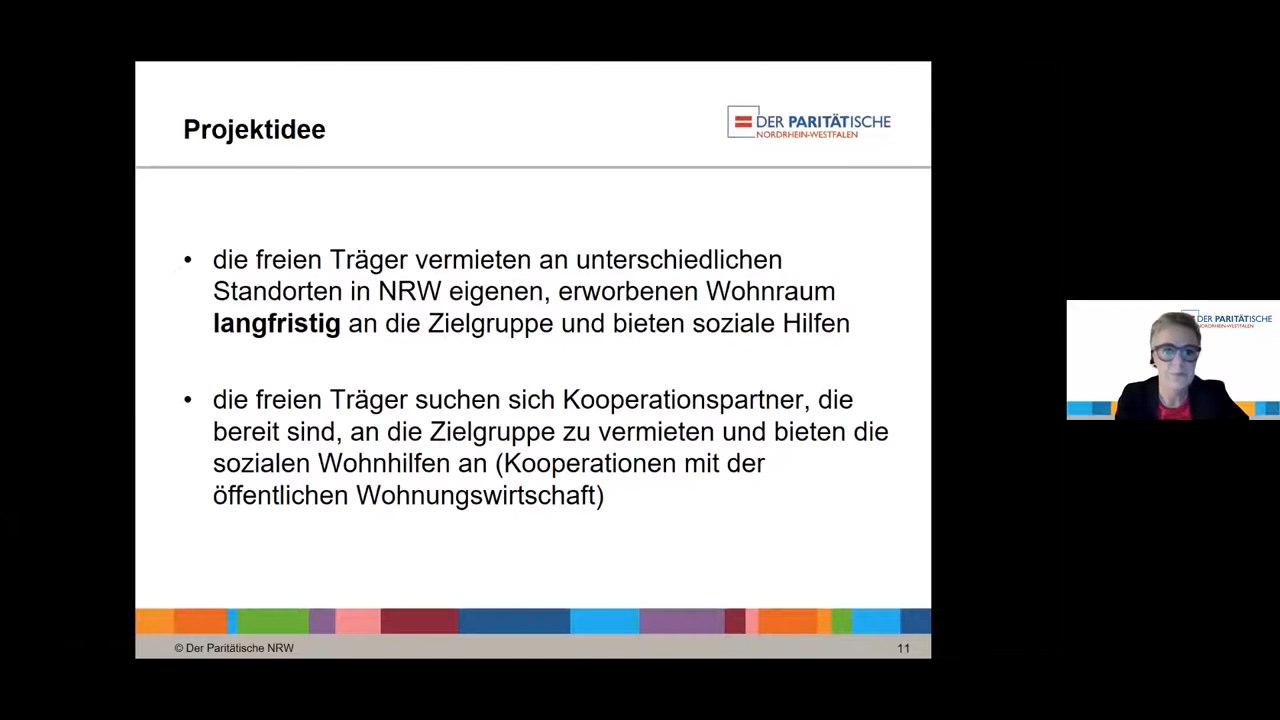 Projektidee
DER PARITÄTISCHE
NORDRHEIN-WESTFALEN
• die freien Träger vermieten an unterschiedlichen
Standorten in NRW eigenen, erworbenen Wohnraum
langfristig an die Zielgruppe und bieten soziale Hilfen
• die freien Träger suchen sich Kooperationspartner, die
bereit sind, an die Zielgruppe zu vermieten und bieten die
sozialen Wohnhilfen an (Kooperationen mit der
öffentlichen Wohnungswirtschaft)
© Der Paritätische NRW
11
DER PARITÄTISCHE
NORDRHEIN-WESTFALEN